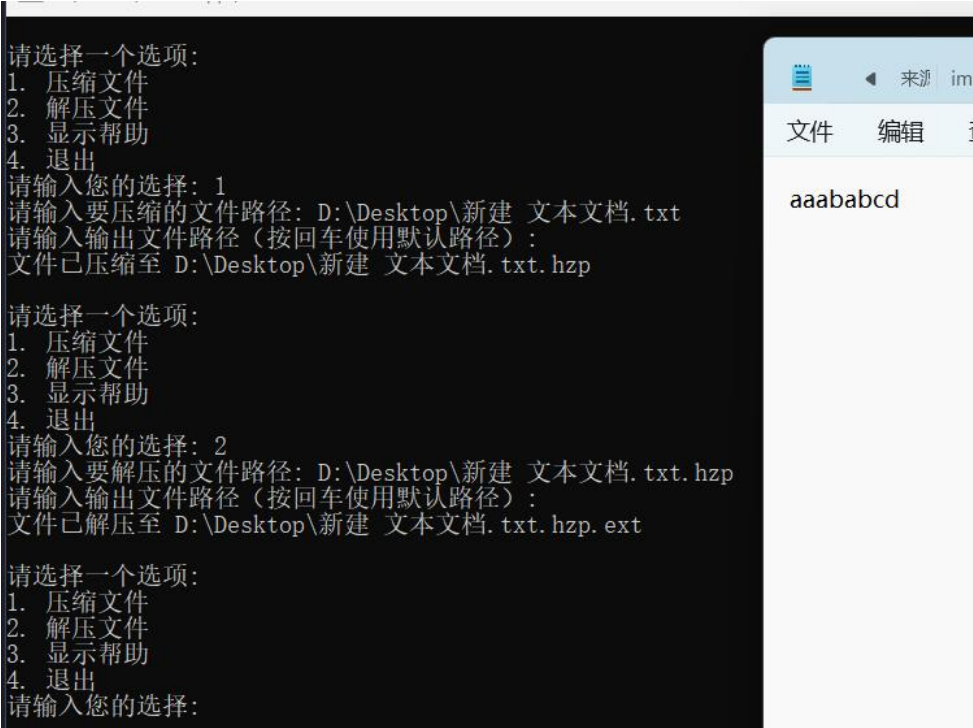 请选择一个选项:
1. 压缩文件
2. 解压文件
3. 显示帮助
4. 退出
请输入您的选择: 1
请输入要压缩的文件路径: D:\Desktop\新建 文本文档.txt
请输入输出文件路径（按回车使用默认路径）:
文件已压缩至 D:\Desktop\新建 文本文档.txt.hzp
请选择一个选项:
1. 压缩文件
2. 解压文件
3. 显示帮助
4. 退出
请输入您的选择: 2
请输入要解压的文件路径: D:\Desktop\新建 文本文档.txt.hzp
请输入输出文件路径（按回车使用默认路径）:
文件已解压至 D:\Desktop\新建 文本文档.txt.hzp.ext
请选择一个选项:
1. 压缩文件
2. 解压文件
3. 显示帮助
4. 退出
请输入您的选择:
来源 im
文件 编辑
aaababcd